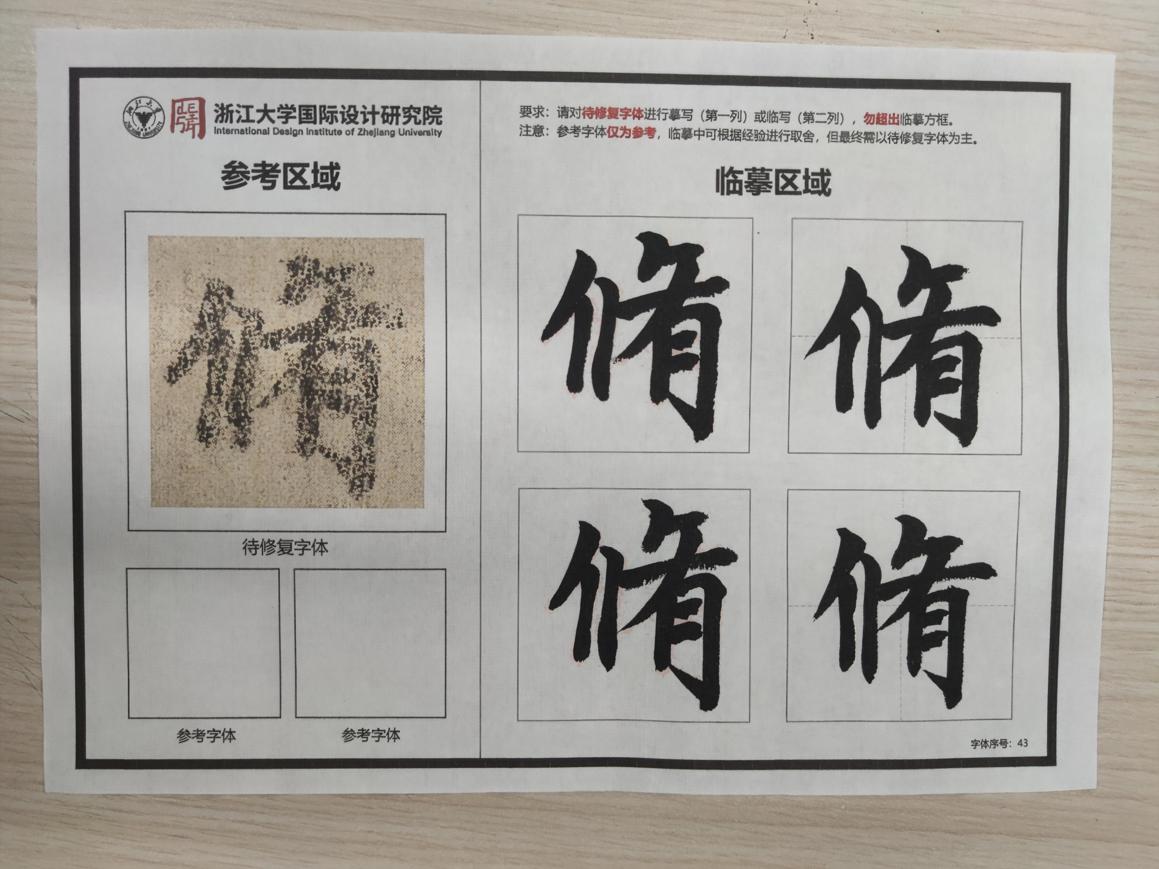 浙江大学国际设计研究院
International Design Institute of Zhejiang University
参考区域
待修复字体
参考字体
参考字体
要求：请对待修复字体进行摹写（第一列）或临写（第二列），勿超出临摹方框。
注意：参考字体仅为参考，临摹中可根据经验进行取舍，但最终需以待修复字体为主。
临摹区域
脩 脩
脩 脩
字体序号：43